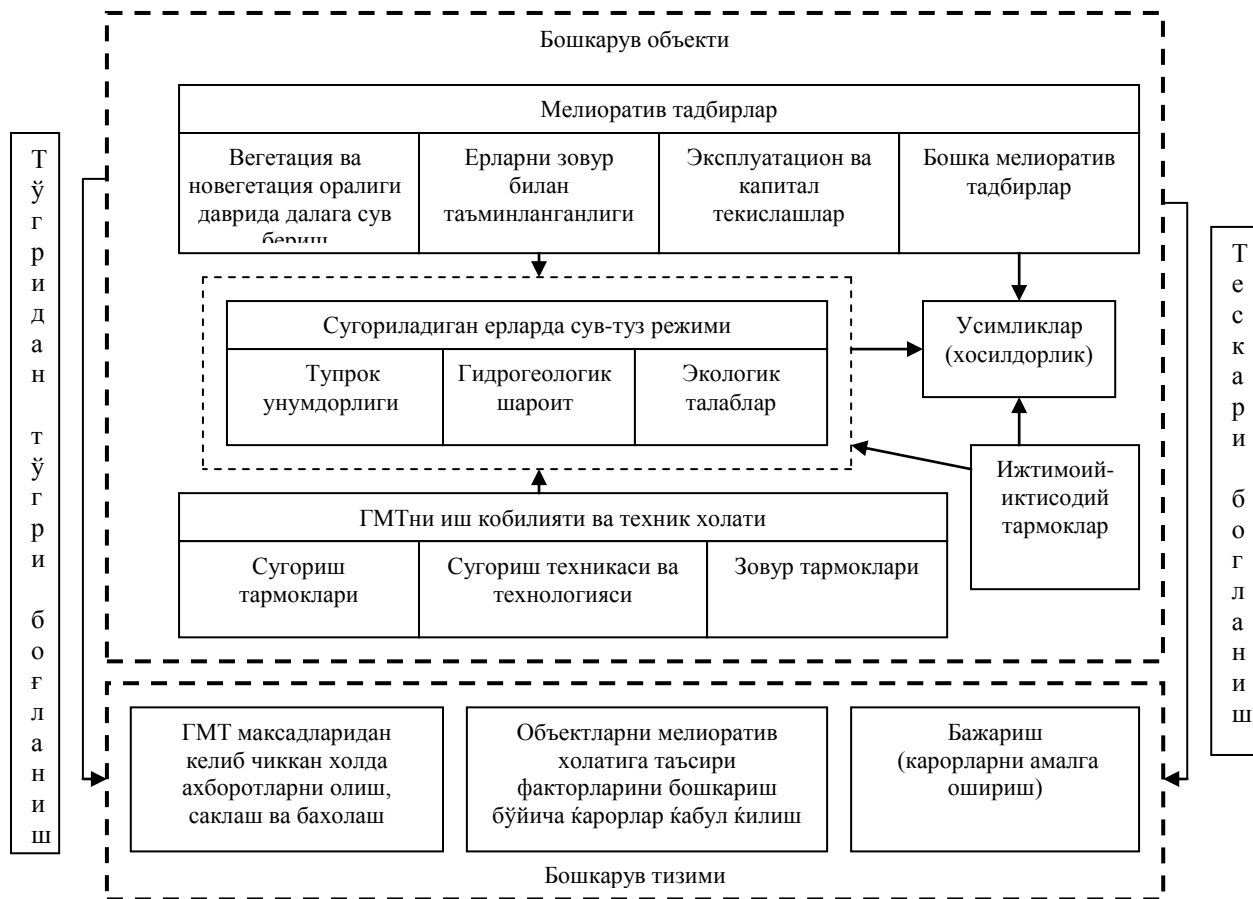 Бошкарув объекти
Мелиоратив тадбирлар
Вегетация ва
новегетация оралиги
даврида далага сув
бериш
Ерларни зовур
билан
таъминланганлиги
Эксплуатацион ва
капитал
текислашлар
Бошка мелиоратив
тадбирлар
Тўгридан тўгри боғланиш
Сугориладиган ерларда сув-туз режими
Тупрок
унумдорлиги
Гидрогеологик
шароит
Экологик
талаблар
Усимликлар
(хосилдорлик)
Тескари богланиш
Ижтимоий-
иктисодий
тармоклар
ГМТни иш кобилияти ва техник холати
Сугориш
тармоклари
Сугориш техникаси ва
технологияси
Зовур тармоклари
ГМТ максадларидан
келиб чиккан холда
ахборотларни олиш,
саклаш ва бахолаш
Объектларни мелиоратив
холатига таъсири
факторларини бошкариш
бўйича ќарорлар ќабул ќилиш
Бажариш
(карорларни амалга
ошириш)
Бошкарув тизими